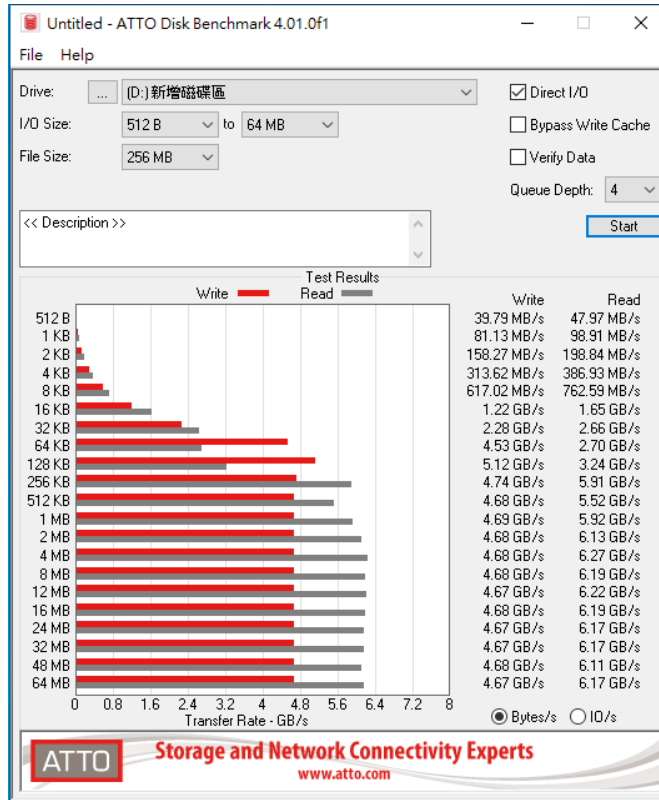 Untitled - ATTO Disk Benchmark 4.01.0f1
File Help
Drive: ... (D:)新增磁碟區 Direct I/O
I/O Size: 512 B to 64 MB Bypass Write Cache
File Size: 256 MB Verify Data
Queue Depth: 4
<< Description >> Start
Test Results
Write Read Write Read
512 B 39.79 MB/s 47.97 MB/s
1 KB 81.13 MB/s 98.91 MB/s
2 KB 158.27 MB/s 198.84 MB/s
4 KB 313.62 MB/s 386.93 MB/s
8 KB 617.02 MB/s 762.59 MB/s
16 KB 1.22 GB/s 1.65 GB/s
32 KB 2.28 GB/s 2.66 GB/s
64 KB 4.53 GB/s 2.70 GB/s
128 KB 5.12 GB/s 3.24 GB/s
256 KB 4.74 GB/s 5.91 GB/s
512 KB 4.68 GB/s 5.52 GB/s
1 MB 4.69 GB/s 5.92 GB/s
2 MB 4.68 GB/s 6.13 GB/s
4 MB 4.68 GB/s 6.27 GB/s
8 MB 4.68 GB/s 6.19 GB/s
12 MB 4.67 GB/s 6.22 GB/s
16 MB 4.68 GB/s 6.19 GB/s
24 MB 4.67 GB/s 6.17 GB/s
32 MB 4.67 GB/s 6.17 GB/s
48 MB 4.68 GB/s 6.11 GB/s
64 MB 4.67 GB/s 6.17 GB/s
0 0.8 1.6 2.4 3.2 4 4.8 5.6 6.4 7.2 8
Transfer Rate - GB/s Bytes/s IO/s
ATTO Storage and Network Connectivity Experts
www.atto.com